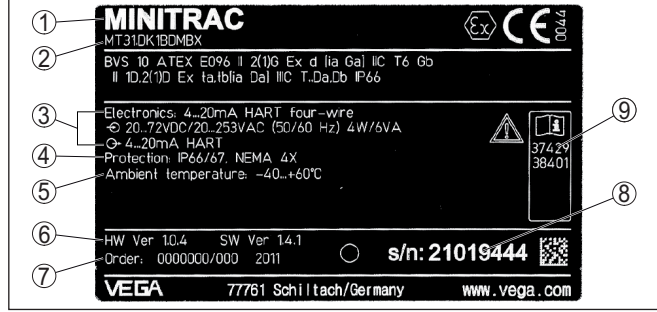 ① MINITRAC
② MT31.DK1BDMBX
Ex CE 0044
BVS 10 ATEX E096 II 2(1)G Ex d [ia Ga] IIC T6 Gb
II 1D,2(1)D Ex ta,tb[ia Da] IIIC T..Da,Db IP66
③ Electronics: 4...20mA HART four-wire
20...72VDC/20...253VAC (50/60 Hz) 4W/6VA
4...20mA HART
④ Protection: IP66/67, NEMA 4X
⑤ Ambient temperature: -40...+60°C
⑨
37429
38401
⑧
⑥ HW Ver 1.0.4 SW Ver 1.4.1
⑦ Order: 0000000/000 2011
s/n: 21019444
VEGA 77761 Schiltach/Germany www.vega.com